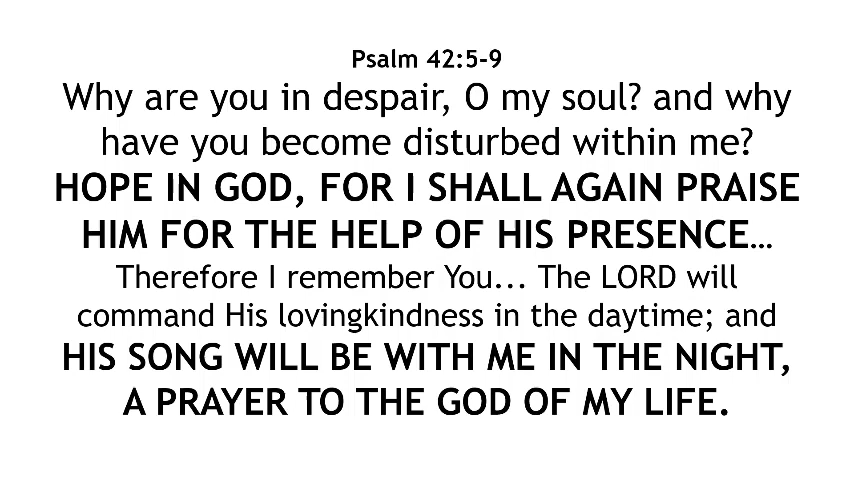 Psalm 42:5-9
Why are you in despair, O my soul? and why
have you become disturbed within me?
HOPE IN GOD, FOR I SHALL AGAIN PRAISE
HIM FOR THE HELP OF HIS PRESENCE…
Therefore I remember You... The LORD will
command His lovingkindness in the daytime; and
HIS SONG WILL BE WITH ME IN THE NIGHT,
A PRAYER TO THE GOD OF MY LIFE.